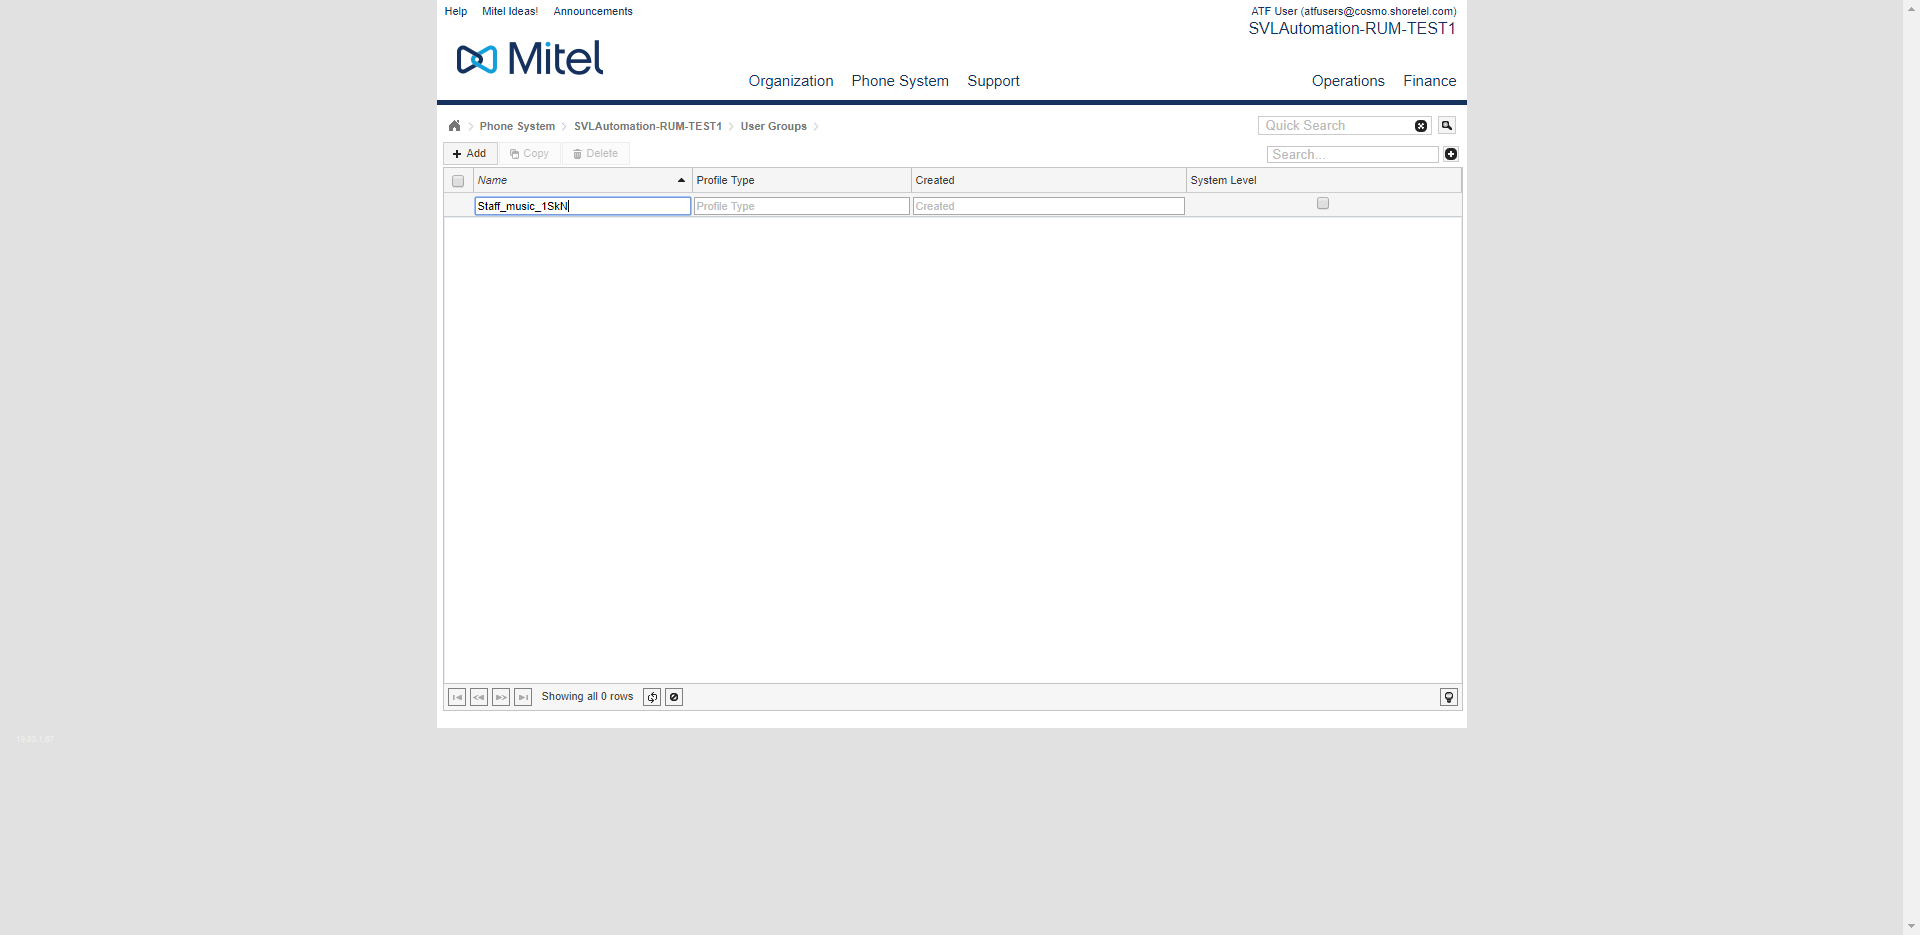 Help Mitel Ideas! Announcements
ATF User (atfusers@cosmo.shoretel.com)
SVLAutomation-RUM-TEST1
Mitel
Organization Phone System Support Operations Finance
Phone System SVLAutomation-RUM-TEST1 User Groups
Quick Search
Add Copy Delete
Search...
Name Profile Type Created System Level
Staff_music_1SkN Profile Type Created
Showing all 0 rows